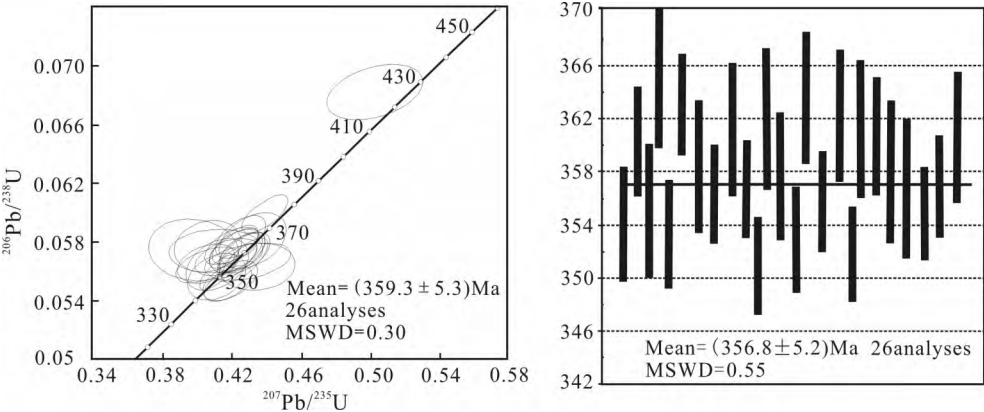 0.070
0.066
0.062
0.058
0.054
0.05
²⁰⁶Pb/²³⁸U
450
430
410
390
370
350
330
Mean= (359.3 ± 5.3)Ma
26analyses
MSWD=0.30
0.34 0.38 0.42 0.46 0.50 0.54 0.58
²⁰⁷Pb/²³⁵U
370
366
362
358
354
350
346
342
Mean= (356.8±5.2)Ma 26analyses
MSWD=0.55